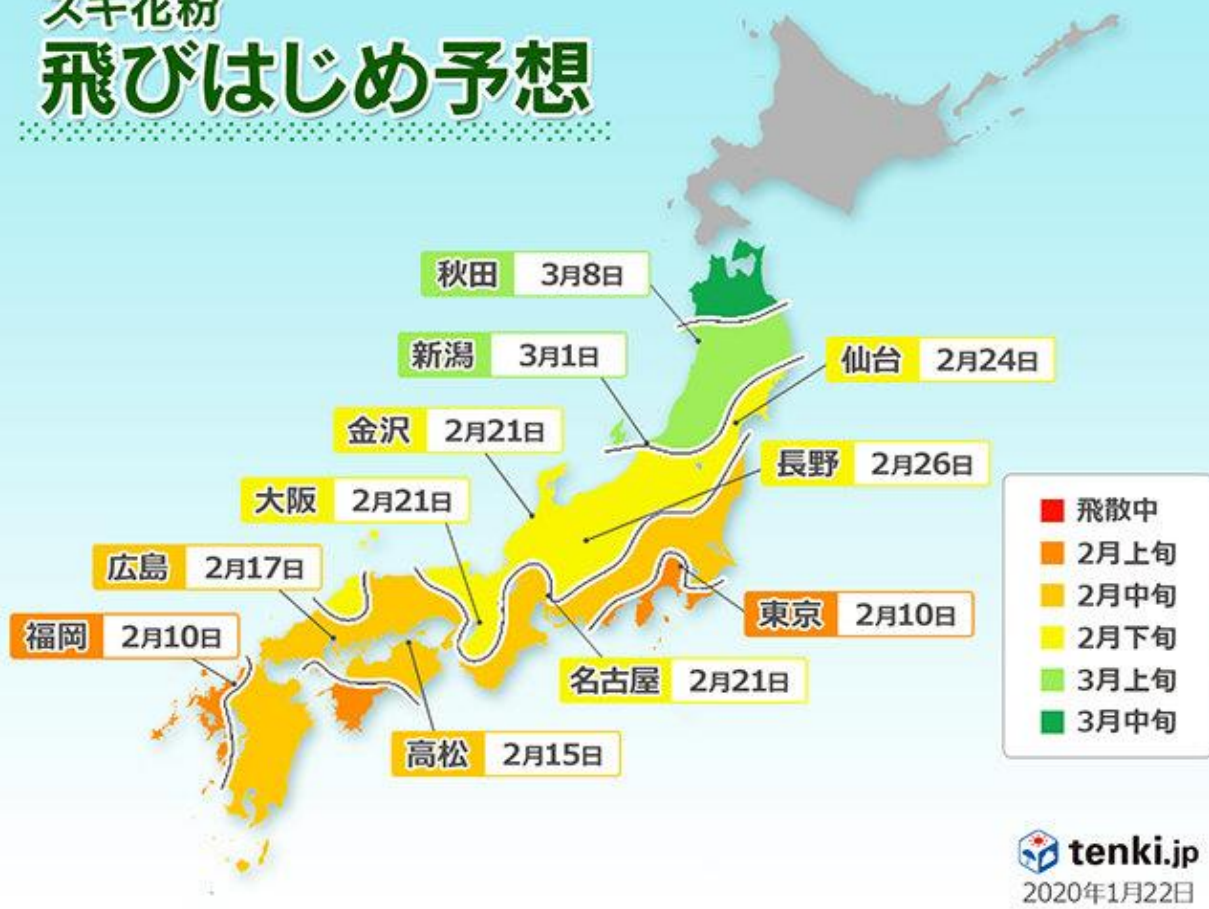 スギ花粉
飛びはじめ予想
秋田 3月8日
新潟 3月1日
仙台 2月24日
金沢 2月21日
長野 2月26日
大阪 2月21日
広島 2月17日
福岡 2月10日
東京 2月10日
名古屋 2月21日
高松 2月15日
飛散中
2月上旬
2月中旬
2月下旬
3月上旬
3月中旬
tenki.jp
2020年1月22日